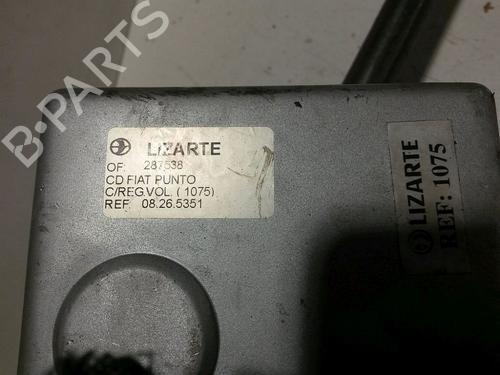 B-PARTS
LIZARTE
OF: 287538
CD FIAT PUNTO
C/REG.VOL. ( 1075)
REF 08.26.5351
LIZARTE
REF: 1075